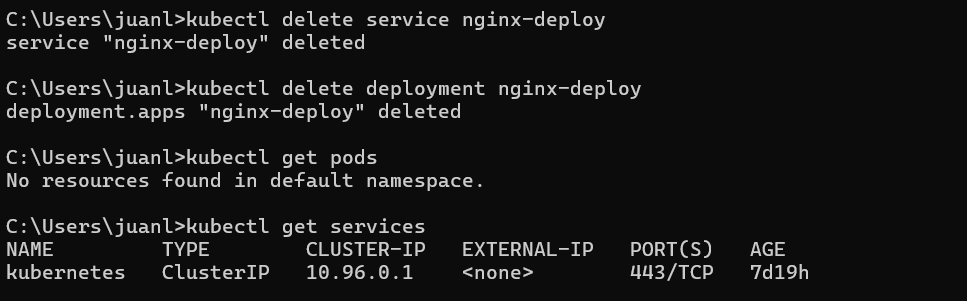 C:\Users\juanl>kubectl delete service nginx-deploy
service "nginx-deploy" deleted
C:\Users\juanl>kubectl delete deployment nginx-deploy
deployment.apps "nginx-deploy" deleted
C:\Users\juanl>kubectl get pods
No resources found in default namespace.
C:\Users\juanl>kubectl get services
NAME         TYPE        CLUSTER-IP   EXTERNAL-IP   PORT(S)   AGE
kubernetes   ClusterIP   10.96.0.1    <none>        443/TCP   7d19h